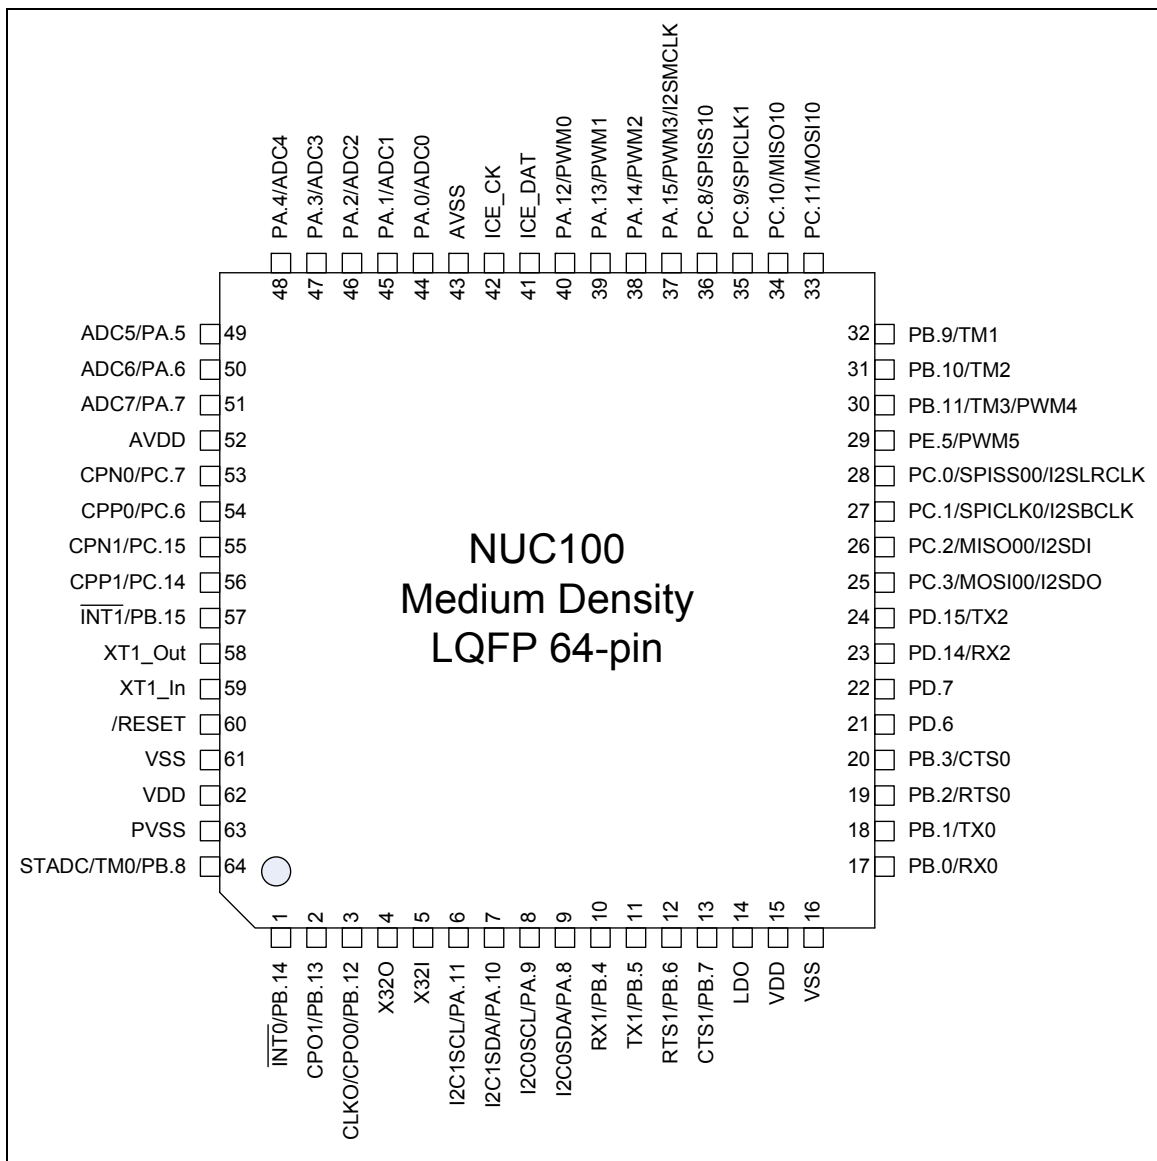 PA.4/ADC4
PA.3/ADC3
PA.2/ADC2
PA.1/ADC1
PA.0/ADC0
AVSS
ICE_CK
ICE_DAT
PA.12/PWM0
PA.13/PWM1
PA.14/PWM2
PA.15/PWM3/I2SMCLK
PC.8/SPISS10
PC.9/SPICLK1
PC.10/MISO10
PC.11/MOSI10
48
47
46
45
44
43
42
41
40
39
38
37
36
35
34
33
ADC5/PA.5 49
ADC6/PA.6 50
ADC7/PA.7 51
AVDD 52
CPN0/PC.7 53
CPP0/PC.6 54
CPN1/PC.15 55
CPP1/PC.14 56
INT1/PB.15 57
XT1_Out 58
XT1_In 59
/RESET 60
VSS 61
VDD 62
PVSS 63
STADC/TM0/PB.8 64
NUC100
Medium Density
LQFP 64-pin
32 PB.9/TM1
31 PB.10/TM2
30 PB.11/TM3/PWM4
29 PE.5/PWM5
28 PC.0/SPISS00/I2SLRCLK
27 PC.1/SPICLK0/I2SBCLK
26 PC.2/MISO00/I2SDI
25 PC.3/MOSI00/I2SDO
24 PD.15/TX2
23 PD.14/RX2
22 PD.7
21 PD.6
20 PB.3/CTS0
19 PB.2/RTS0
18 PB.1/TX0
17 PB.0/RX0
1
2
3
4
5
6
7
8
9
10
11
12
13
14
15
16
INT0/PB.14
CPO1/PB.13
CLKO/CPO0/PB.12
X32O
X32I
I2C1SCL/PA.11
I2C1SDA/PA.10
I2C0SCL/PA.9
I2C0SDA/PA.8
RX1/PB.4
TX1/PB.5
RTS1/PB.6
CTS1/PB.7
LDO
VDD
VSS